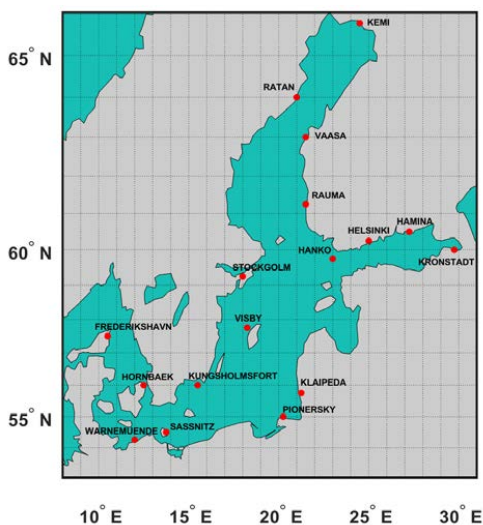 KEMI
65° N
RATAN
VAASA
RAUMA
HAMINA
HELSINKI
60° N
HANKO
KRONSTADT
STOCKGOLM
VISBY
FREDERIKSHAVN
HORNBAEK
KUNGSHOLMSFORT
KLAIPEDA
PIONERSKY
55° N
WARNEMUENDE
SASSNITZ
10° E
15° E
20° E
25° E
30° E